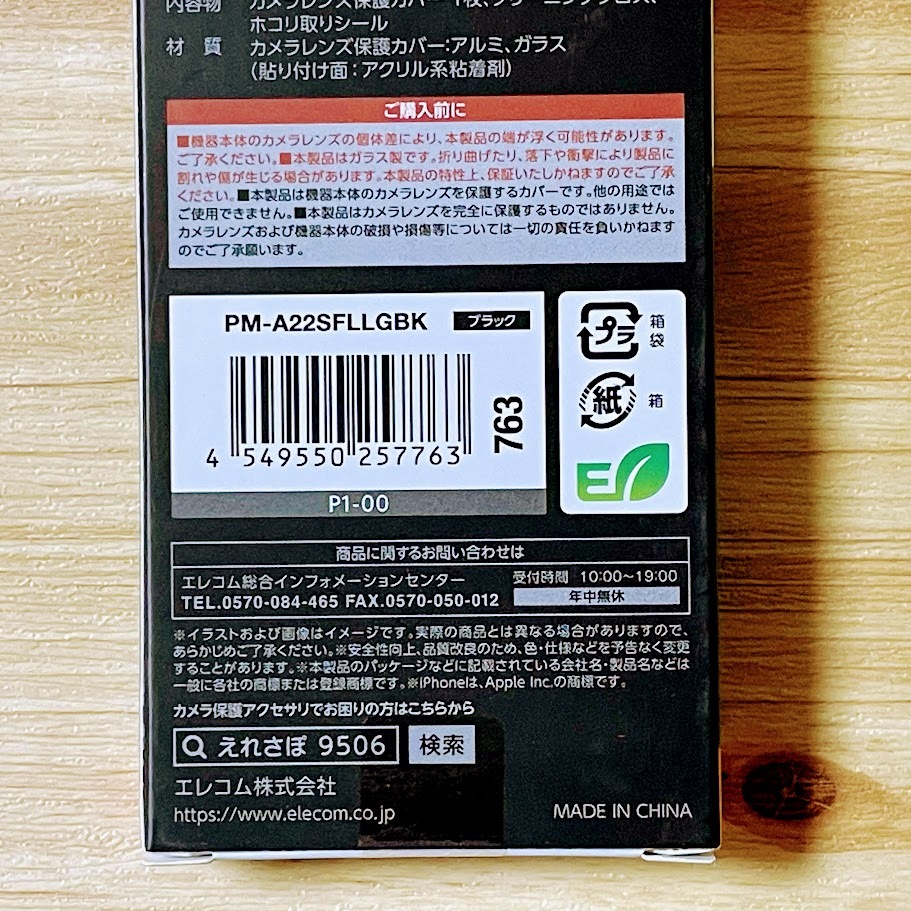 内容物 カメラレンズ保護カバー 1枚、クリーニングクロス、
ホコリ取りシール
材 質 カメラレンズ保護カバー:アルミ、ガラス
(貼り付け面:アクリル系粘着剤)
ご購入前に
■機器本体のカメラレンズの個体差により、本製品の端が浮く可能性があります。
ご了承ください。■本製品はガラス製です。折り曲げたり、落下や衝撃により製品に
割れや傷が生じる場合があります。本製品の特性上、保証いたしかねますのでご了承
ください。■本製品は機器本体のカメラレンズを保護するカバーです。他の用途では
ご使用できません。■本製品はカメラレンズを完全に保護するものではありません。
カメラレンズおよび機器本体の破損や損傷等については一切の責任を負いかねます
のでご了承願います。
PM-A22SFLLGBK ブラック
763
4 549550 257763
P1-00
プラ 箱
袋
紙 箱
商品に関するお問い合わせは
エレコム総合インフォメーションセンター 受付時間 10:00~19:00
TEL.0570-084-465 FAX.0570-050-012 年中無休
※イラストおよび画像はイメージです。実際の商品とは異なる場合がありますので、
あらかじめご了承ください。※安全性向上、品質改良のため、色・仕様などを予告なく変更
することがあります。※本製品のパッケージなどに記載されている会社名・製品名などは
一般に各社の商標または登録商標です。※iPhoneは、Apple Inc.の商標です。
カメラ保護アクセサリでお困りの方はこちらから
えれさぽ 9506 検索
エレコム株式会社
https://www.elecom.co.jp MADE IN CHINA